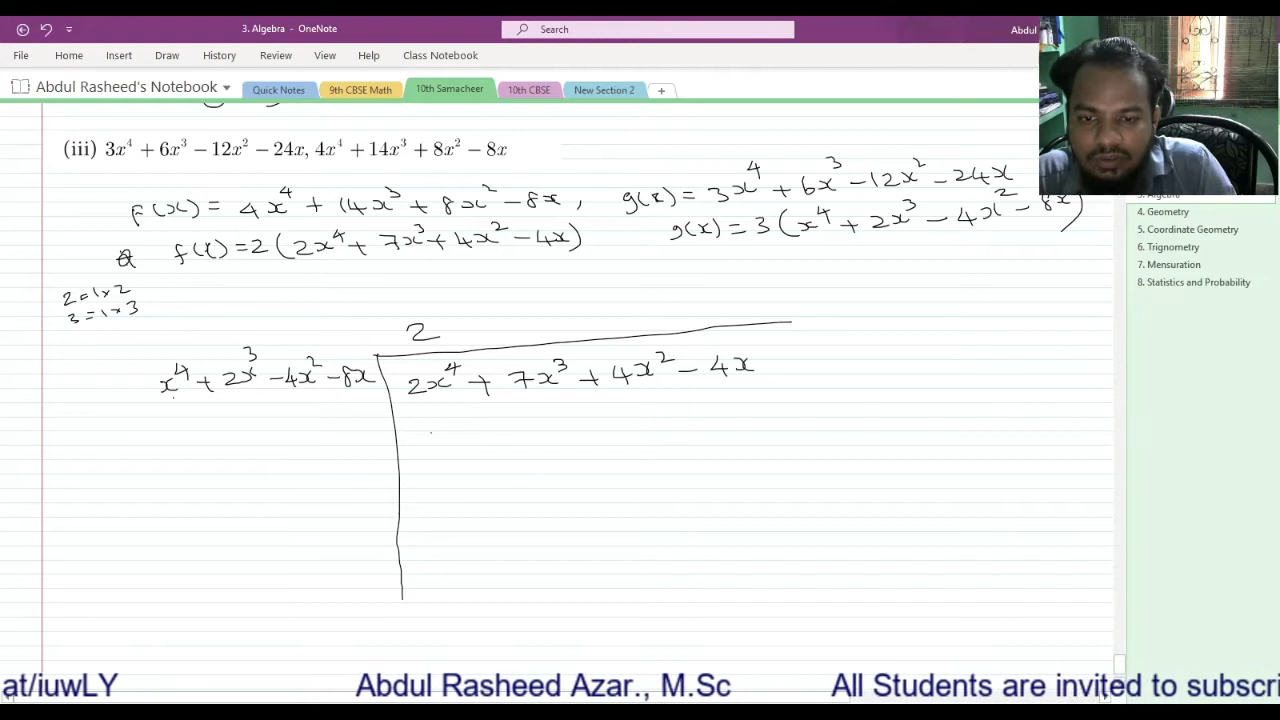 3. Algebra - OneNote
Search
Abdul
File Home Insert Draw History Review View Help Class Notebook
Abdul Rasheed's Notebook
Quick Notes
9th CBSE Math
10th Samacheer
10th CBSE
New Section 2
(iii) 3x⁴ + 6x³ − 12x² − 24x, 4x⁴ + 14x³ + 8x² − 8x
f(x) = 4x⁴ + 14x³ + 8x² − 8x , g(x) = 3x⁴ + 6x³ − 12x² − 24x
f(x) = 2(2x⁴ + 7x³ + 4x² − 4x) g(x) = 3(x⁴ + 2x³ − 4x² − 8x)
2 = 1 × 2
3 = 1 × 3
2
x⁴ + 2x³ − 4x² − 8x 2x⁴ + 7x³ + 4x² − 4x
4. Geometry
5. Coordinate Geometry
6. Trignometry
7. Mensuration
8. Statistics and Probability
at/iuwLY Abdul Rasheed Azar., M.Sc All Students are invited to subscri